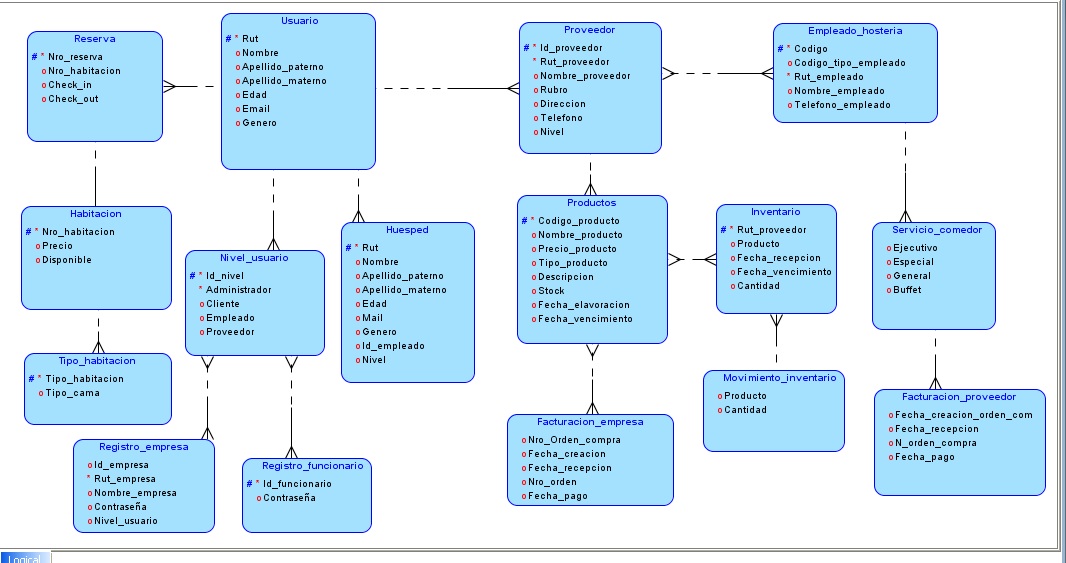 Reserva
# * Nro_reserva
o Nro_habitacion
o Check_in
o Check_out
Usuario
# * Rut
o Nombre
o Apellido_paterno
o Apellido_materno
o Edad
o Email
o Genero
Proveedor
# * Id_proveedor
* Rut_proveedor
o Nombre_proveedor
o Rubro
o Direccion
o Telefono
o Nivel
Empleado_hosteria
# * Codigo
o Codigo_tipo_empleado
* Rut_empleado
o Nombre_empleado
o Telefono_empleado
Habitacion
# * Nro_habitacion
o Precio
o Disponible
Nivel_usuario
# * Id_nivel
* Administrador
o Cliente
o Empleado
o Proveedor
Huesped
# * Rut
o Nombre
o Apellido_paterno
o Apellido_materno
o Edad
o Mail
o Genero
o Id_empleado
o Nivel
Productos
# * Codigo_producto
o Nombre_producto
o Precio_producto
o Tipo_producto
o Descripcion
o Stock
o Fecha_elavoracion
o Fecha_vencimiento
Inventario
# * Rut_proveedor
o Producto
o Fecha_recepcion
o Fecha_vencimiento
o Cantidad
Servicio_comedor
o Ejecutivo
o Especial
o General
o Buffet
Tipo_habitacion
# * Tipo_habitacion
o Tipo_cama
Registro_empresa
o Id_empresa
* Rut_empresa
o Nombre_empresa
o Contraseña
o Nivel_usuario
Registro_funcionario
# * Id_funcionario
o Contraseña
Facturacion_empresa
o Nro_Orden_compra
o Fecha_creacion
o Fecha_recepcion
o Nro_orden
o Fecha_pago
Movimiento_inventario
o Producto
o Cantidad
Facturacion_proveedor
o Fecha_creacion_orden_com
o Fecha_recepcion
o N_orden_compra
o Fecha_pago
Logical